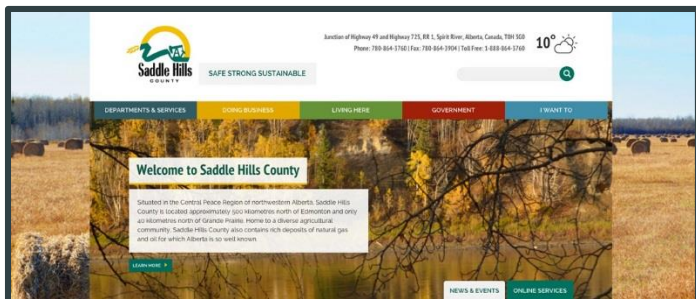 Junction of Highway 49 and Highway 725, RR 1, Spirit River, Alberta, Canada, T0H 3G0
Phone: 780-864-3760 | Fax: 780-864-3904 | Toll Free: 1-888-864-3760
10°
Saddle Hills
COUNTY
SAFE STRONG SUSTAINABLE
DEPARTMENTS & SERVICES
DOING BUSINESS
LIVING HERE
GOVERNMENT
I WANT TO
Welcome to Saddle Hills County
Situated in the Central Peace Region of northwestern Alberta, Saddle Hills
County is located approximately 500 kilometres north of Edmonton and only
40 kilometres north of Grande Prairie. Home to a diverse agricultural
community, Saddle Hills County also contains rich deposits of natural gas
and oil for which Alberta is so well known.
LEARN MORE >
NEWS & EVENTS
ONLINE SERVICES